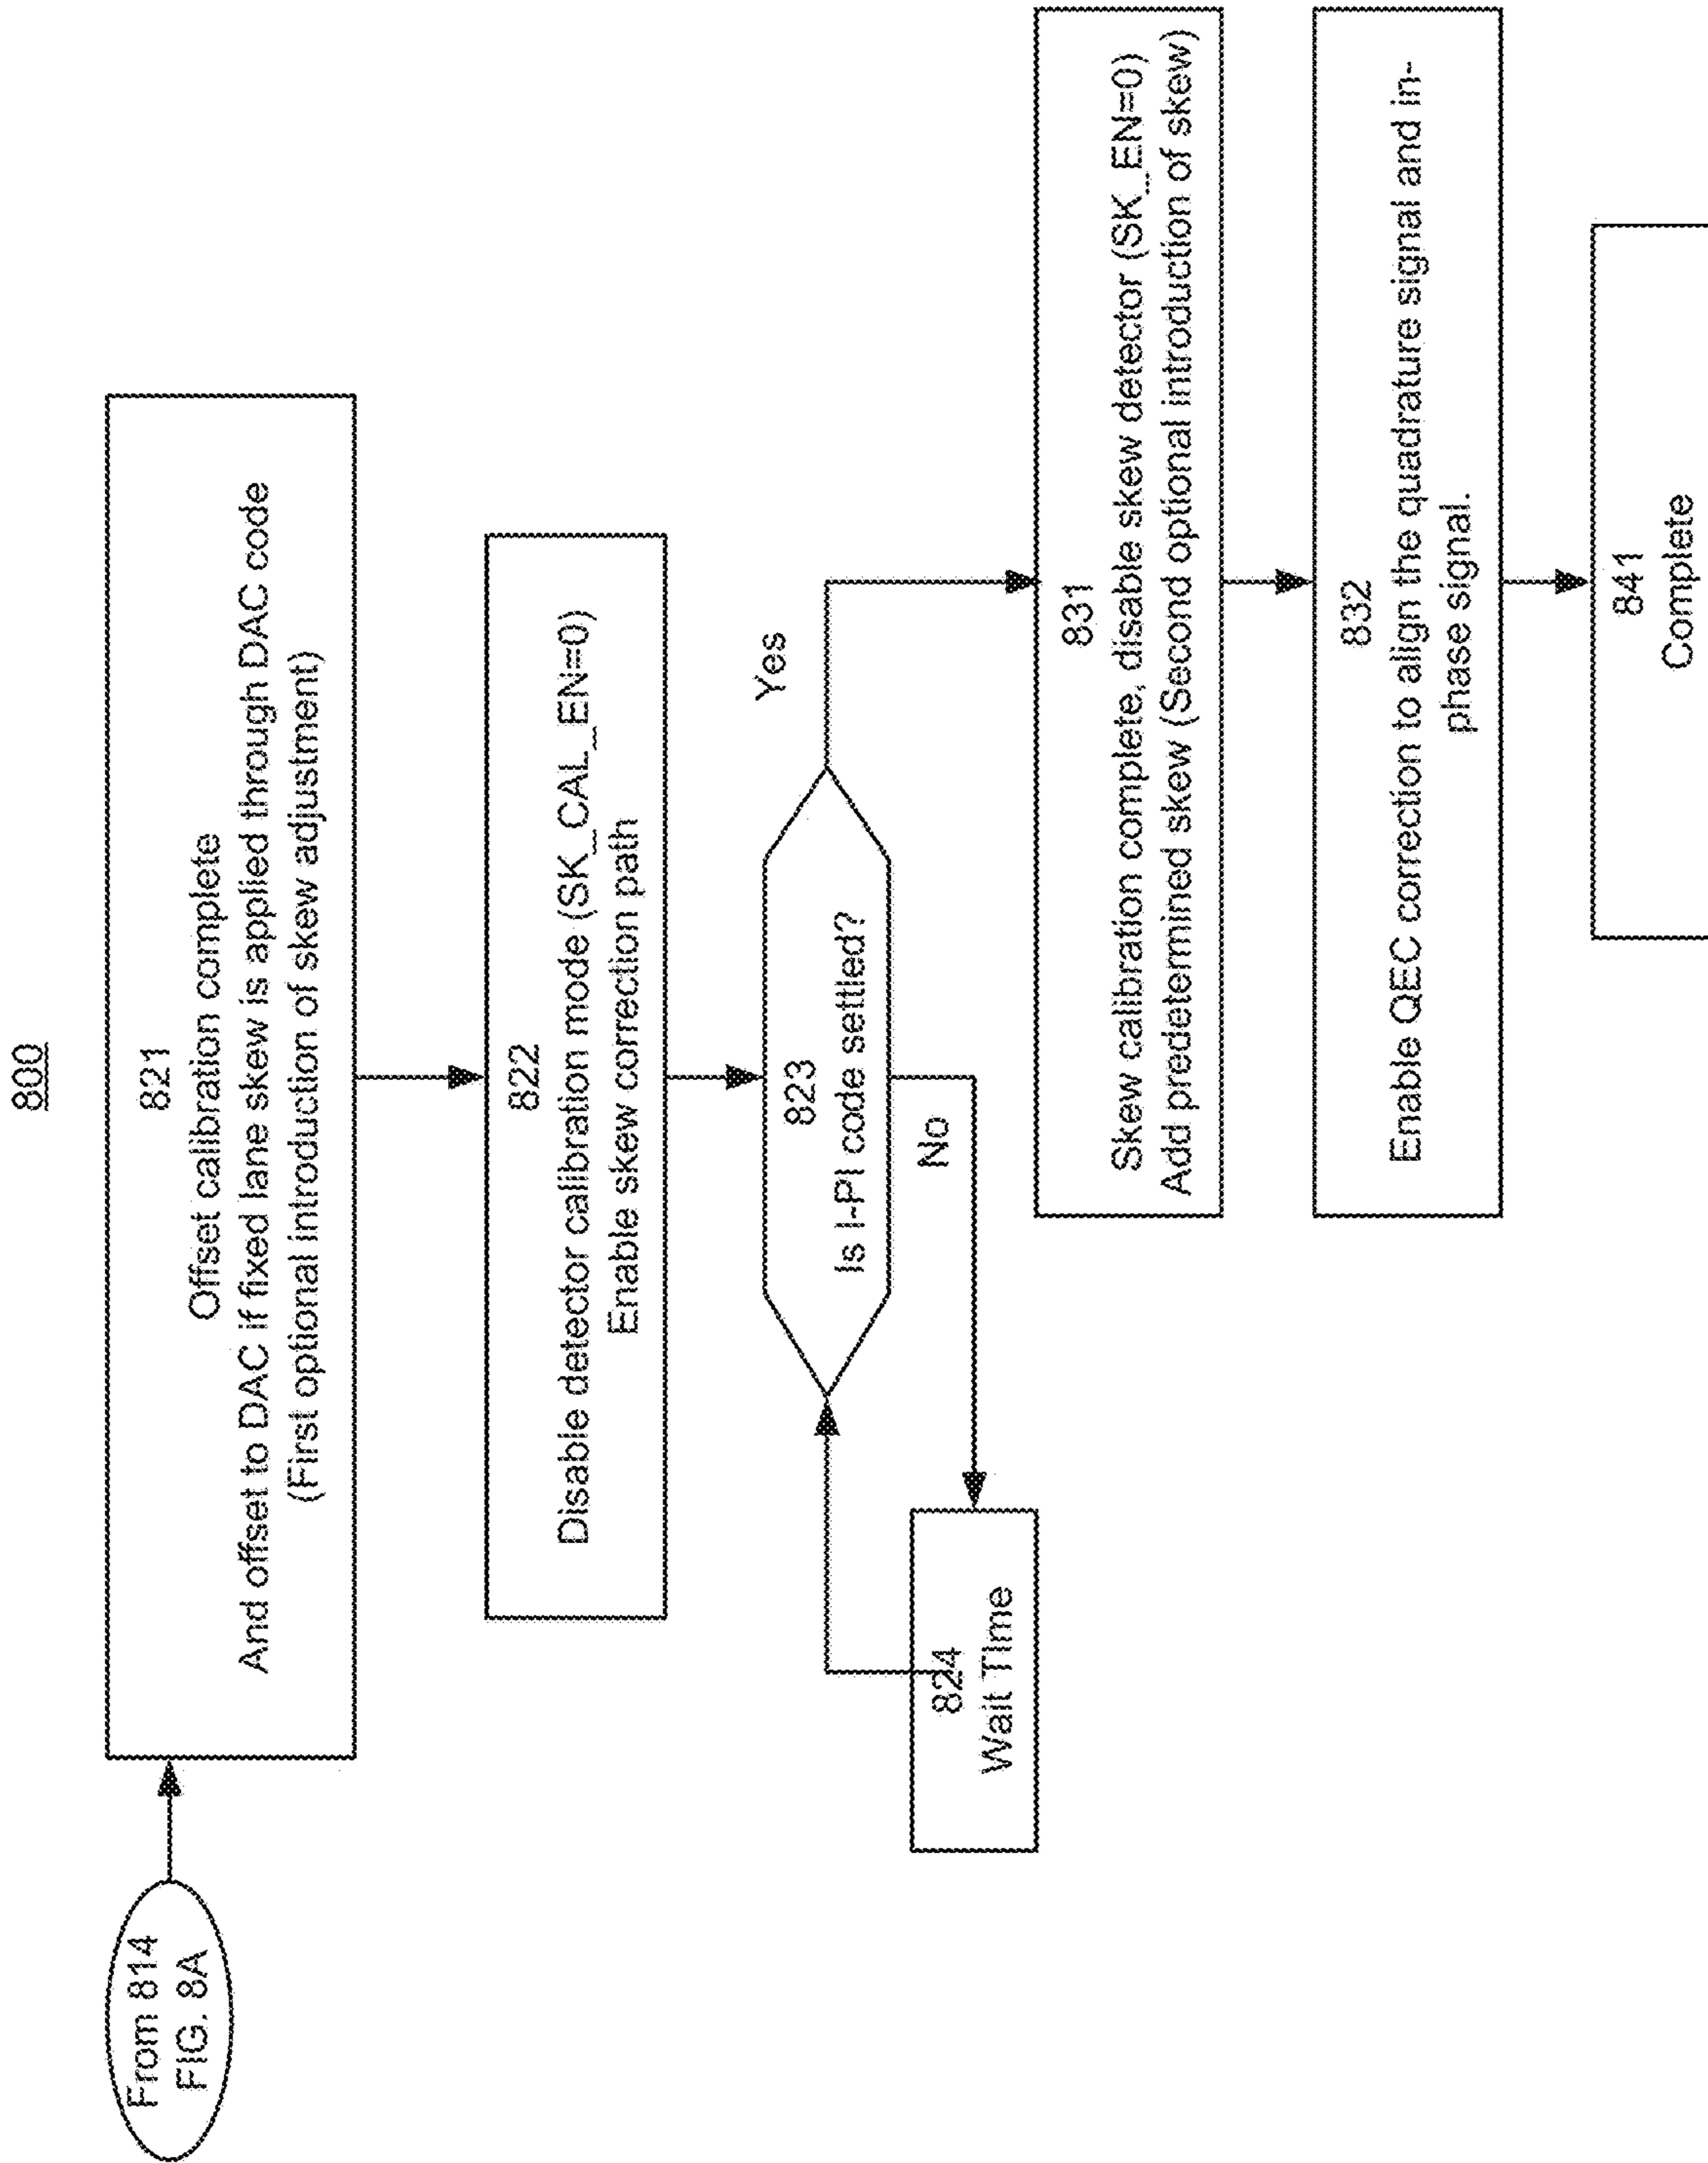 800
From 814
FIG. 8A
821
Offset calibration complete
And offset to DAC if fixed lane skew is applied through DAC code
(First optional introduction of skew adjustment)
822
Disable detector calibration mode (SK_CAL_EN=0)
Enable skew correction path
823
Is I-PI code settled?
Yes
No
824
Wait Time
831
Skew calibration complete, disable skew detector (SK_EN=0)
Add predetermined skew (Second optional introduction of skew)
832
Enable QEC correction to align the quadrature signal and in-
phase signal.
841
Complete